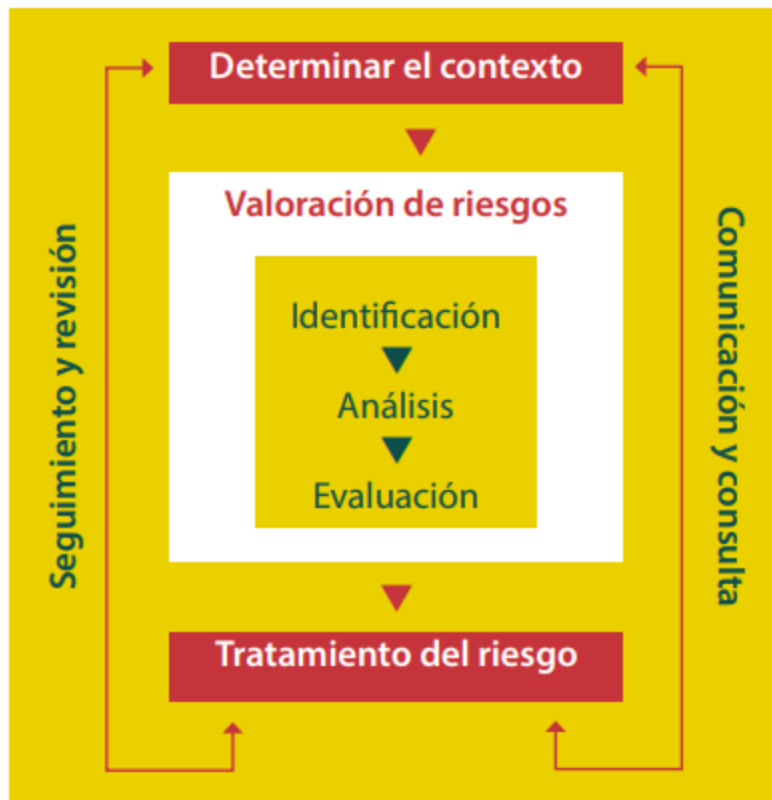 Determinar el contexto
Valoración de riesgos
Identificación
Análisis
Evaluación
Tratamiento del riesgo
Seguimiento y revisión
Comunicación y consulta